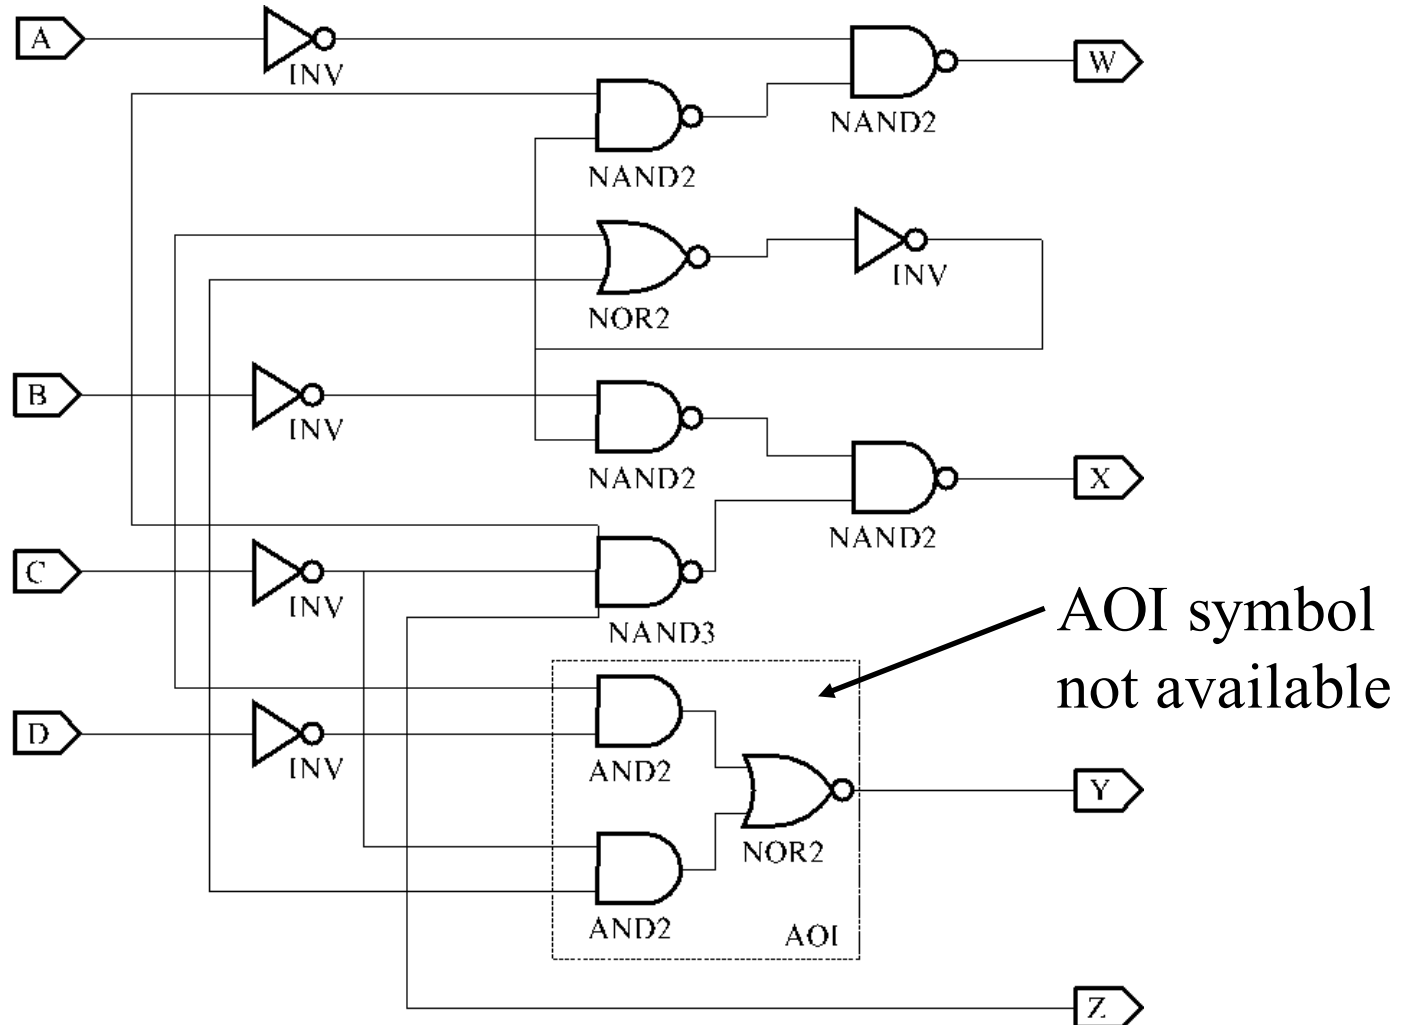 A
INV
NAND2
W
NAND2
NOR2
INV
B
INV
NAND2
NAND2
X
C
INV
NAND3
AOI symbol
not available
D
INV
AND2
NOR2
Y
AND2
AOI
Z